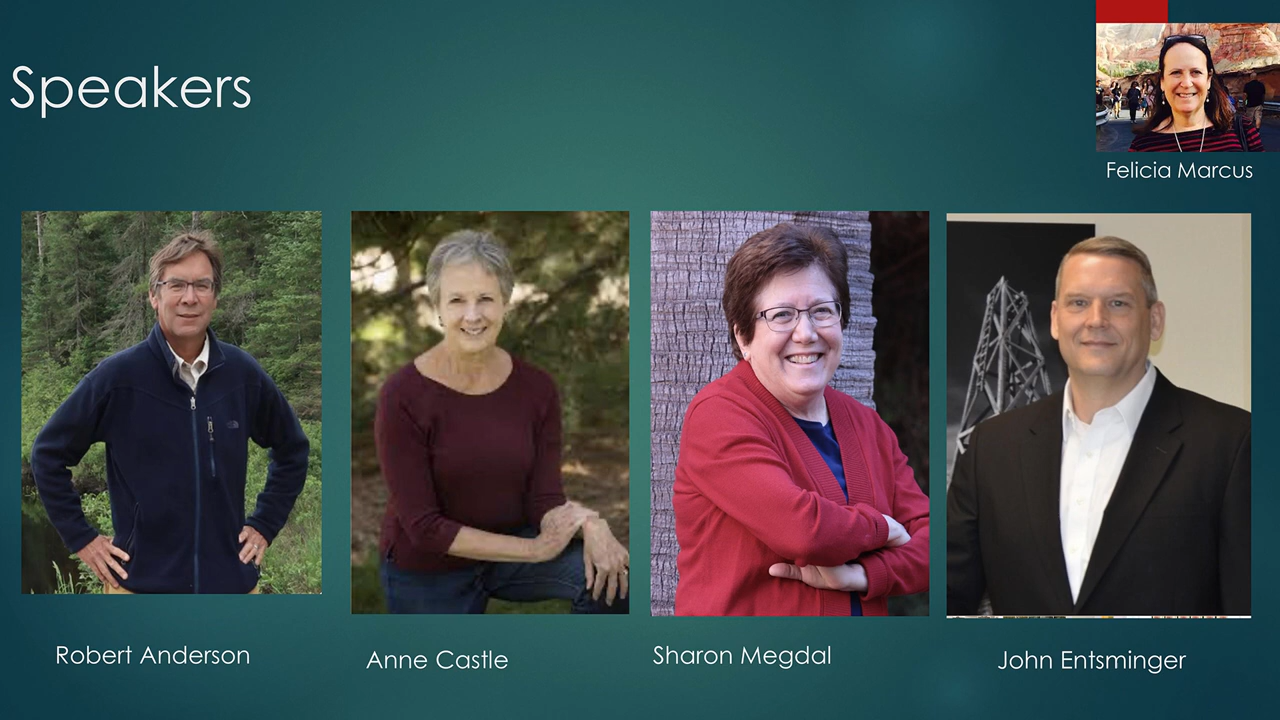 Speakers
Felicia Marcus
Robert Anderson
Anne Castle
Sharon Megdal
John Entsminger